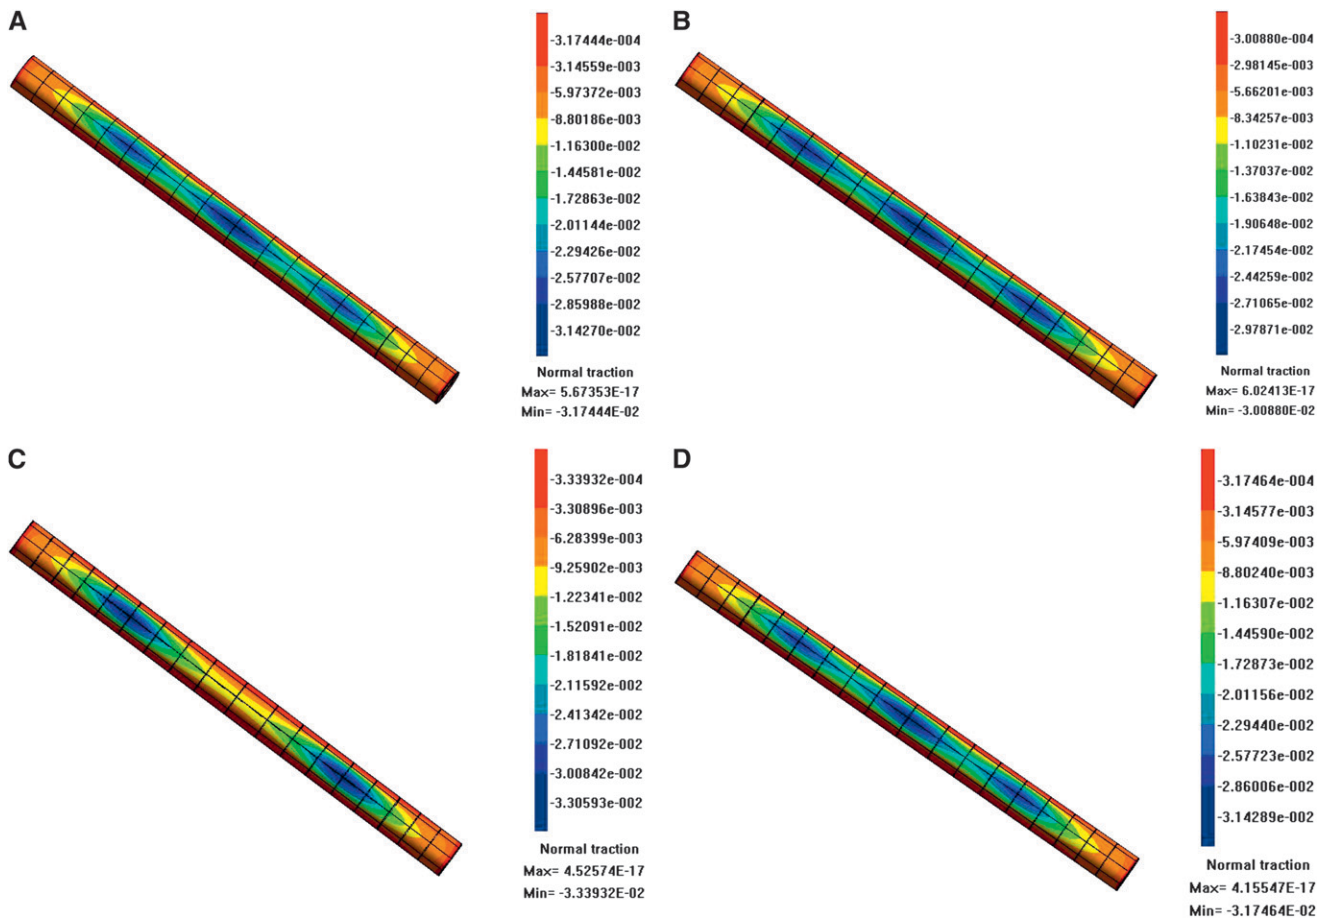 A
-3.17444e-004
-3.14559e-003
-5.97372e-003
-8.80186e-003
-1.16300e-002
-1.44581e-002
-1.72863e-002
-2.01144e-002
-2.29426e-002
-2.57707e-002
-2.85988e-002
-3.14270e-002
Normal traction
Max= 5.67353E-17
Min= -3.17444E-02
B
-3.00880e-004
-2.98145e-003
-5.66201e-003
-8.34257e-003
-1.10231e-002
-1.37037e-002
-1.63843e-002
-1.90648e-002
-2.17454e-002
-2.44259e-002
-2.71065e-002
-2.97871e-002
Normal traction
Max= 6.02413E-17
Min= -3.00880E-02
C
-3.33932e-004
-3.30896e-003
-6.28399e-003
-9.25902e-003
-1.22341e-002
-1.52091e-002
-1.81841e-002
-2.11592e-002
-2.41342e-002
-2.71092e-002
-3.00842e-002
-3.30593e-002
Normal traction
Max= 4.52574E-17
Min= -3.33932E-02
D
-3.17464e-004
-3.14577e-003
-5.97409e-003
-8.80240e-003
-1.16307e-002
-1.44590e-002
-1.72873e-002
-2.01156e-002
-2.29440e-002
-2.57723e-002
-2.86006e-002
-3.14289e-002
Normal traction
Max= 4.15547E-17
Min= -3.17464E-02